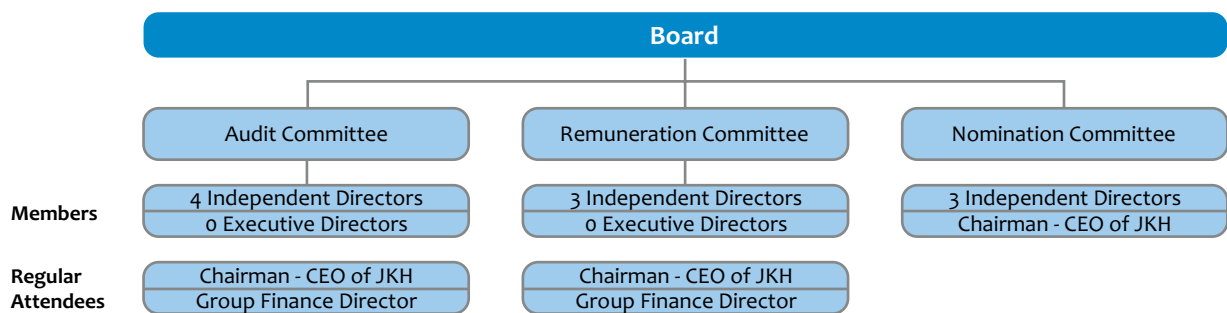 Board
Audit Committee
Remuneration Committee
Nomination Committee
Members
4 Independent Directors
0 Executive Directors
3 Independent Directors
0 Executive Directors
3 Independent Directors
Chairman - CEO of JKH
Regular
Attendees
Chairman - CEO of JKH
Group Finance Director
Chairman - CEO of JKH
Group Finance Director